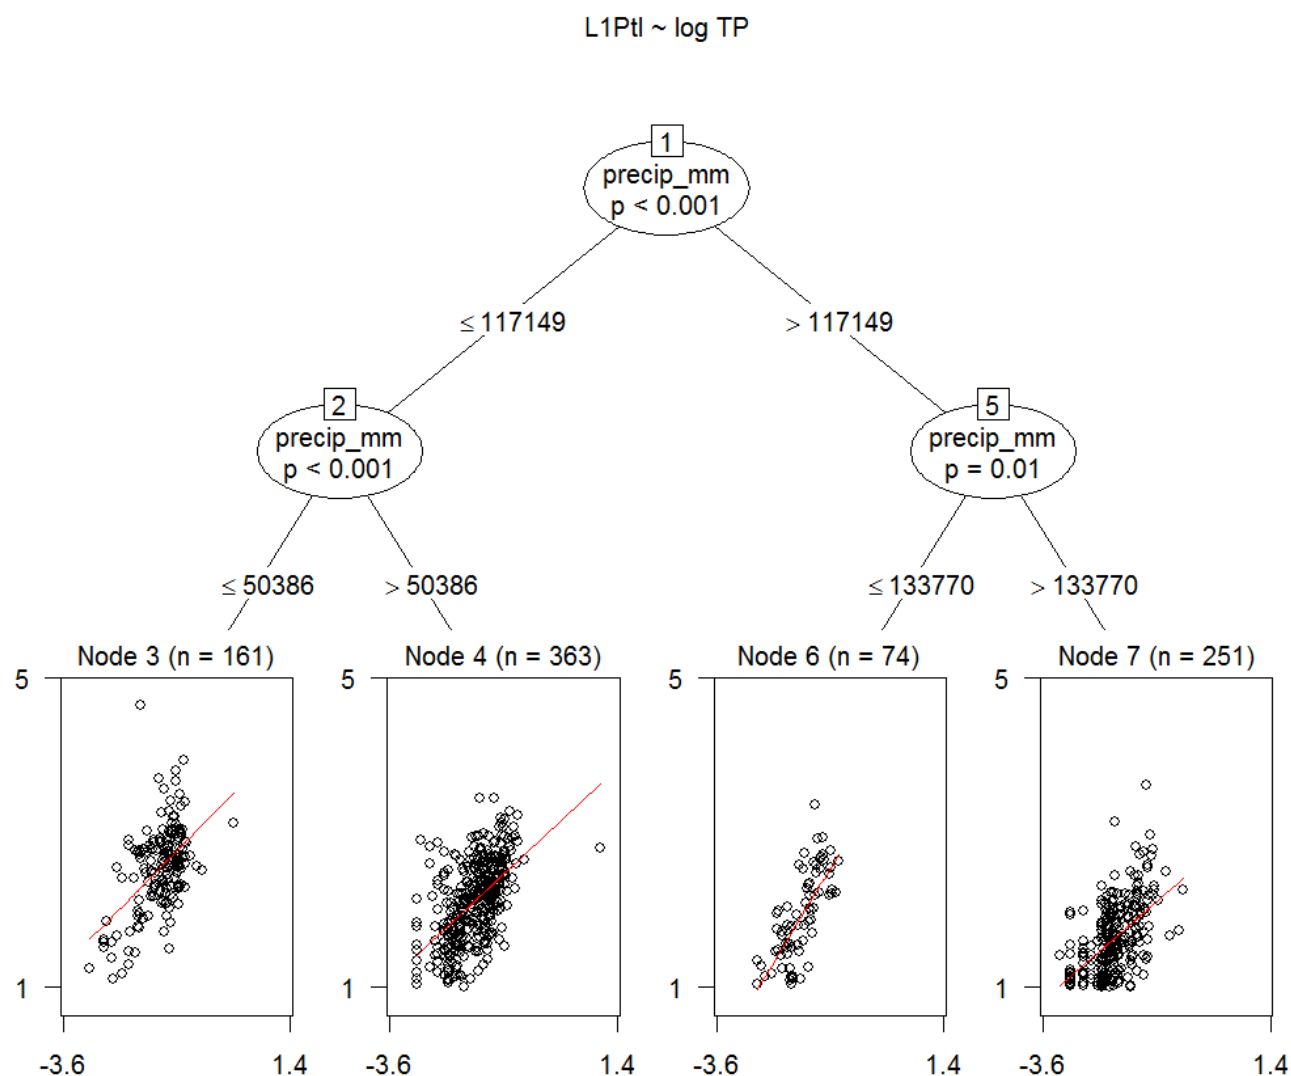 L1Ptl ~ log TP
1
precip_mm
p < 0.001
≤ 117149
> 117149
2
precip_mm
p < 0.001
5
precip_mm
p = 0.01
≤ 50386
> 50386
≤ 133770
> 133770
Node 3 (n = 161)
Node 4 (n = 363)
Node 6 (n = 74)
Node 7 (n = 251)
5
5
5
5
1
1
1
1
-3.6
1.4
-3.6
1.4
-3.6
1.4
-3.6
1.4